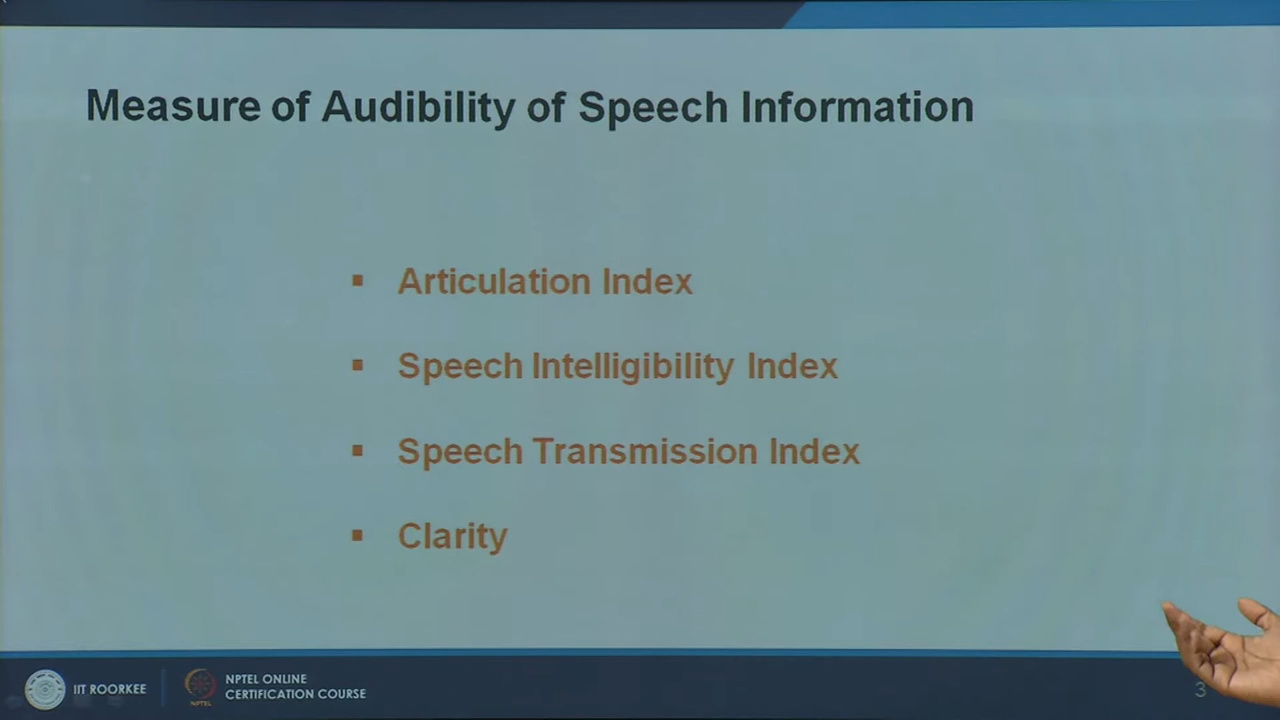 Measure of Audibility of Speech Information
▪ Articulation Index
▪ Speech Intelligibility Index
▪ Speech Transmission Index
▪ Clarity
IIT ROORKEE
NPTEL
NPTEL ONLINE
CERTIFICATION COURSE
3